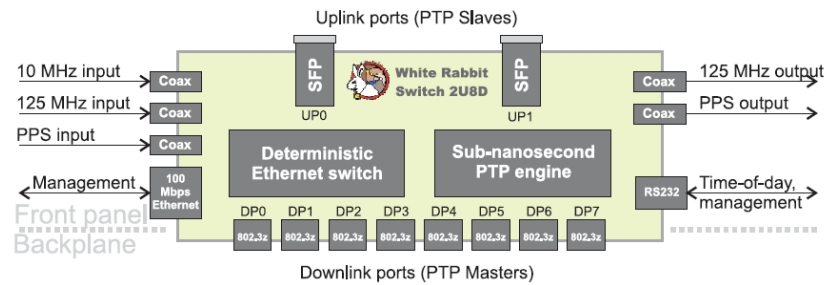 Uplink ports (PTP Slaves)
10 MHz input
Coax
SFP
White Rabbit
Switch 2U8D
SFP
Coax
125 MHz output
UP0
UP1
125 MHz input
Coax
Coax
PPS output
PPS input
Coax
Deterministic
Ethernet switch
Sub-nanosecond
PTP engine
Management
100
Mbps
Ethernet
RS232
Time-of-day,
management
Front panel
Backplane
DP0 DP1 DP2 DP3 DP4 DP5 DP6 DP7
802.3z 802.3z 802.3z 802.3z 802.3z 802.3z 802.3z 802.3z
Downlink ports (PTP Masters)